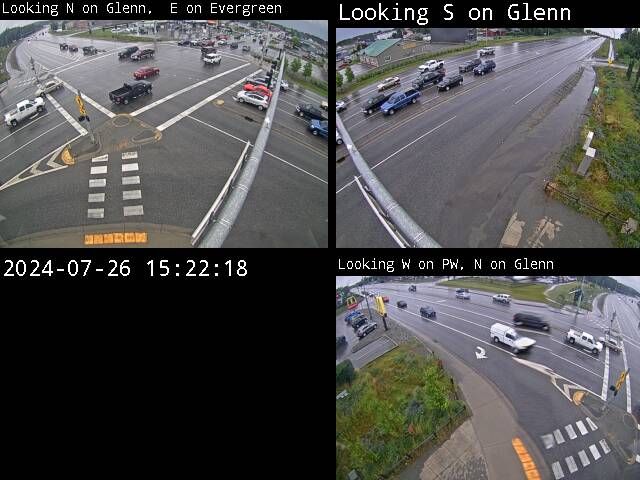 Looking N on Glenn,  E on Evergreen
Looking S on Glenn
2024-07-26 15:22:18
Looking W on PW, N on Glenn